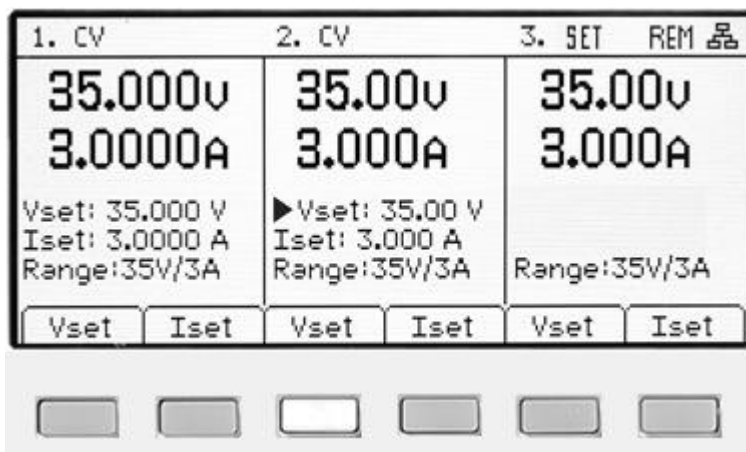 1. CV
2. CV
3. SET REM
35.000v
3.0000A
35.00v
3.000A
35.00v
3.000A
Vset: 35.000 V
Iset: 3.0000 A
Range:35V/3A
▶Vset: 35.00 V
Iset: 3.000 A
Range:35V/3A
Range:35V/3A
Vset Iset Vset Iset Vset Iset